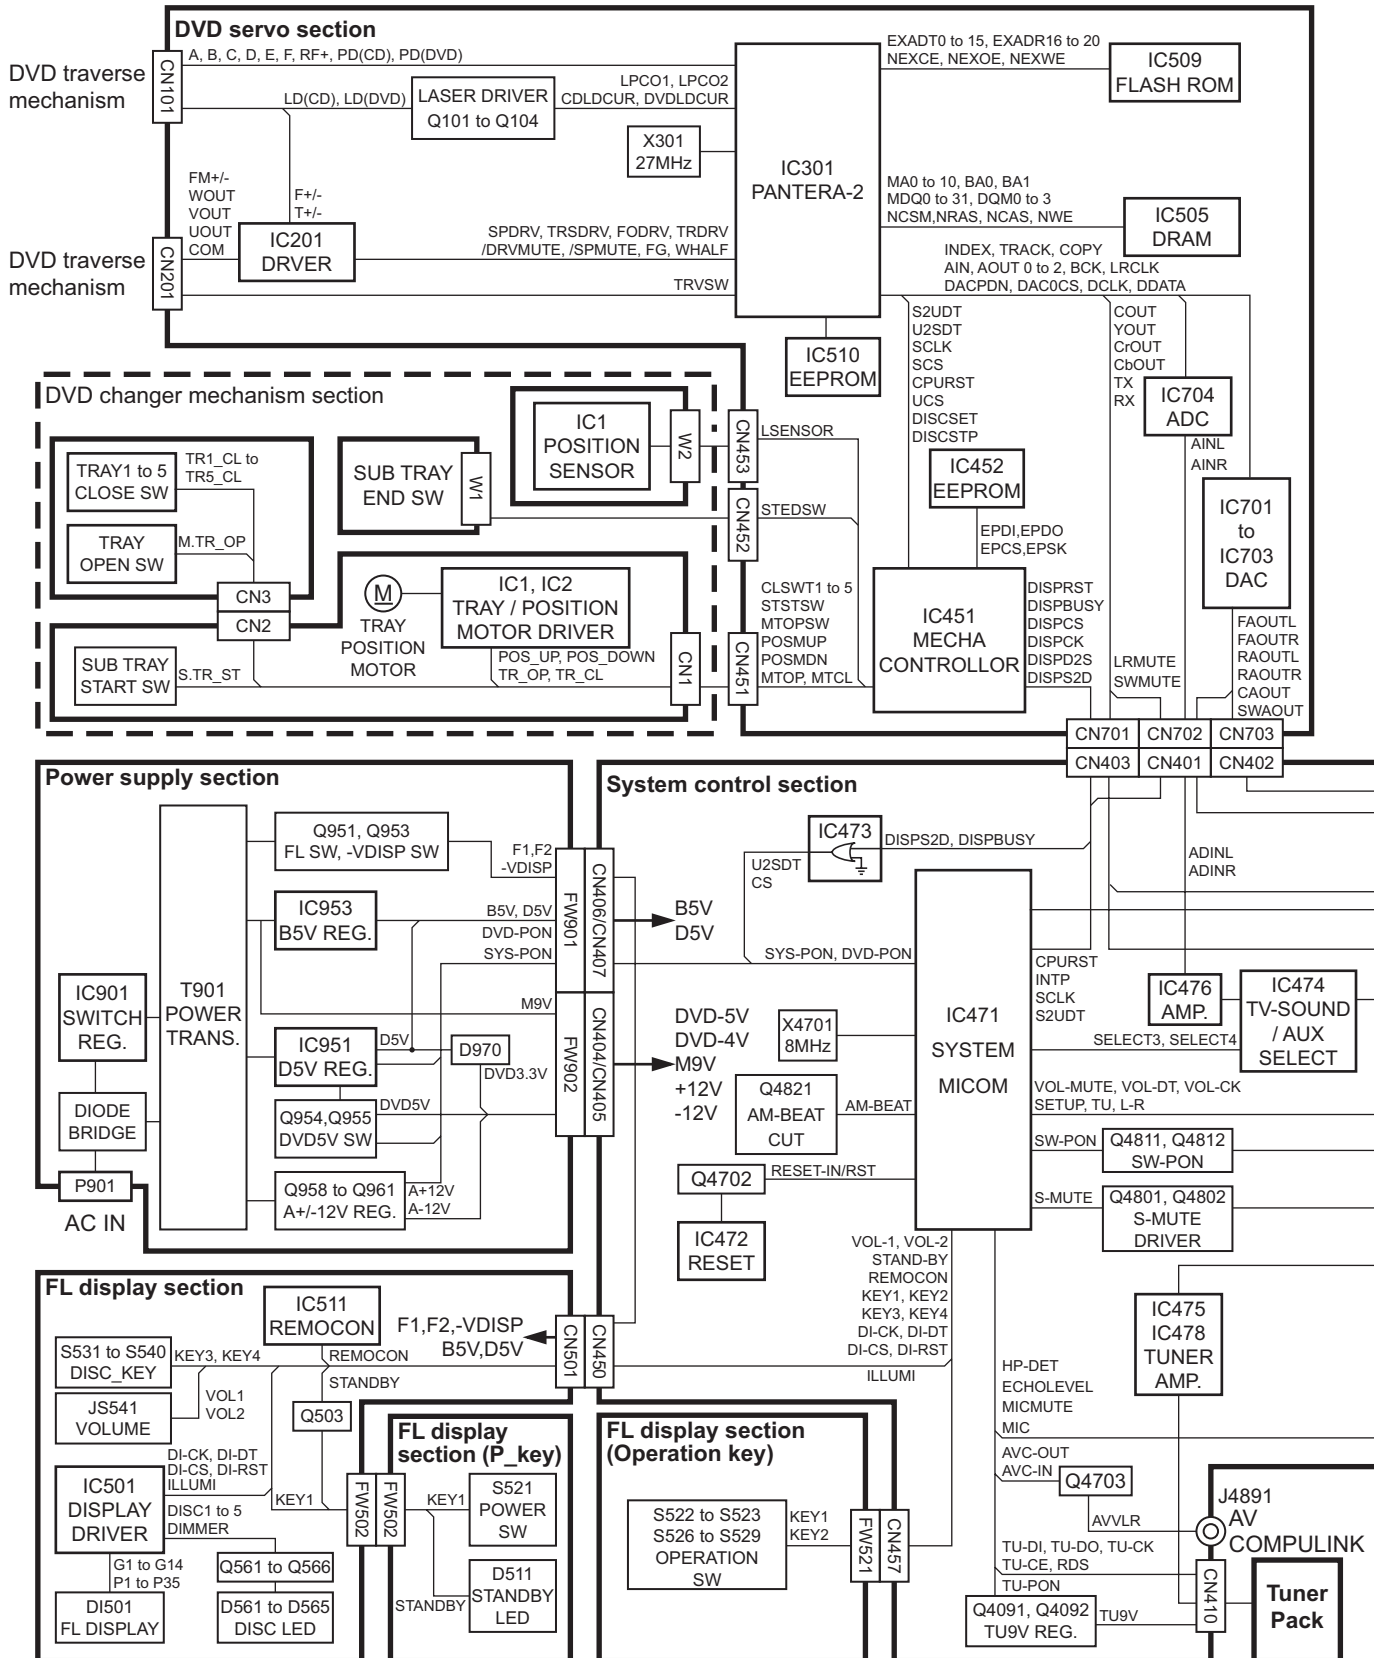 DVD servo section
DVD traverse
mechanism
CN101
A, B, C, D, E, F, RF+, PD(CD), PD(DVD)
LD(CD), LD(DVD)
LASER DRIVER
Q101 to Q104
LPCO1, LPCO2
CDLDCUR, DVDLDCUR
X301
27MHz
IC301
PANTERA-2
EXADT0 to 15, EXADR16 to 20
NEXCE, NEXOE, NEXWE
IC509
FLASH ROM
FM+/-
WOUT
VOUT
UOUT
COM
F+/-
T+/-
DVD traverse
mechanism
CN201
IC201
DRVER
SPDRV, TRSDRV, FODRV, TRDRV
/DRVMUTE, /SPMUTE, FG, WHALF
TRVSW
MA0 to 10, BA0, BA1
MDQ0 to 31, DQM0 to 3
NCSM,NRAS, NCAS, NWE
IC505
DRAM
INDEX, TRACK, COPY
AIN, AOUT 0 to 2, BCK, LRCLK
DACPDN, DAC0CS, DCLK, DDATA
IC510
EEPROM
S2UDT
U2SDT
SCLK
SCS
CPURST
UCS
DISCSET
DISCSTP
COUT
YOUT
CrOUT
CbOUT
TX
RX
IC704
ADC
AINL
AINR
DVD changer mechanism section
TRAY1 to 5
CLOSE SW
TR1_CL to
TR5_CL
TRAY
OPEN SW
M.TR_OP
CN3
CN2
SUB TRAY
END SW
W1
IC1
POSITION
SENSOR
W2
CN453
LSENSOR
CN452
STEDSW
IC452
EEPROM
EPDI,EPDO
EPCS,EPSK
IC701
to
IC703
DAC
M
TRAY
POSITION
MOTOR
IC1, IC2
TRAY / POSITION
MOTOR DRIVER
POS_UP, POS_DOWN
TR_OP, TR_CL
SUB TRAY
START SW
S.TR_ST
CN1
CN451
CLSWT1 to 5
STSTSW
MTOPSW
POSMUP
POSMDN
MTOP, MTCL
IC451
MECHA
CONTROLLOR
DISPRST
DISPBUSY
DISPCS
DISPCK
DISPD2S
DISPS2D
LRMUTE
SWMUTE
FAOUTL
FAOUTR
RAOUTL
RAOUTR
CAOUT
SWAOUT
CN701
CN702
CN703
CN403
CN401
CN402
Power supply section
Q951, Q953
FL SW, -VDISP SW
F1,F2
-VDISP
IC953
B5V REG.
B5V, D5V
DVD-PON
SYS-PON
M9V
FW901
CN406/CN407
IC901
SWITCH
REG.
T901
POWER
TRANS.
IC951
D5V REG.
D5V
D970
DVD3.3V
FW902
CN404/CN405
DIODE
BRIDGE
Q954, Q955
DVD5V SW
DVD5V
P901
AC IN
Q958 to Q961
A+/-12V REG.
A+12V
A-12V
System control section
IC473
DISPS2D, DISPBUSY
U2SDT
CS
B5V
D5V
SYS-PON, DVD-PON
DVD-5V
DVD-4V
M9V
+12V
-12V
X4701
8MHz
Q4821
AM-BEAT
CUT
AM-BEAT
Q4702
RESET-IN/RST
IC472
RESET
IC471
SYSTEM
MICOM
ADINL
ADINR
CPURST
INTP
SCLK
S2UDT
IC476
AMP.
IC474
TV-SOUND
/ AUX
SELECT
SELECT3, SELECT4
VOL-MUTE, VOL-DT, VOL-CK
SETUP, TU, L-R
SW-PON
Q4811, Q4812
SW-PON
S-MUTE
Q4801, Q4802
S-MUTE
DRIVER
VOL-1, VOL-2
STAND-BY
REMOCON
KEY1, KEY2
KEY3, KEY4
DI-CK, DI-DT
DI-CS, DI-RST
ILLUMI
IC475
IC478
TUNER
AMP.
HP-DET
ECHOLEVEL
MICMUTE
MIC
AVC-OUT
AVC-IN
Q4703
AVVLR
J4891
AV
COMPULINK
TU-DI, TU-DO, TU-CK
TU-CE, RDS
TU-PON
Q4091, Q4092
TU9V REG.
TU9V
CN410
Tuner
Pack
FL display section
IC511
REMOCON
F1,F2,-VDISP
B5V,D5V
CN501
CN450
S531 to S540
DISC_KEY
KEY3, KEY4
REMOCON
STANDBY
JS541
VOLUME
VOL1
VOL2
Q503
DI-CK, DI-DT
DI-CS, DI-RST
ILLUMI
IC501
DISPLAY
DRIVER
DISC1 to 5
DIMMER
KEY1
G1 to G14
P1 to P35
Q561 to Q566
DI501
FL DISPLAY
D561 to D565
DISC LED
FW502
FW502
FL display
section (P_key)
KEY1
S521
POWER
SW
STANDBY
D511
STANDBY
LED
FL display section
(Operation key)
S522 to S523
S526 to S529
OPERATION
SW
KEY1
KEY2
FW521
CN457